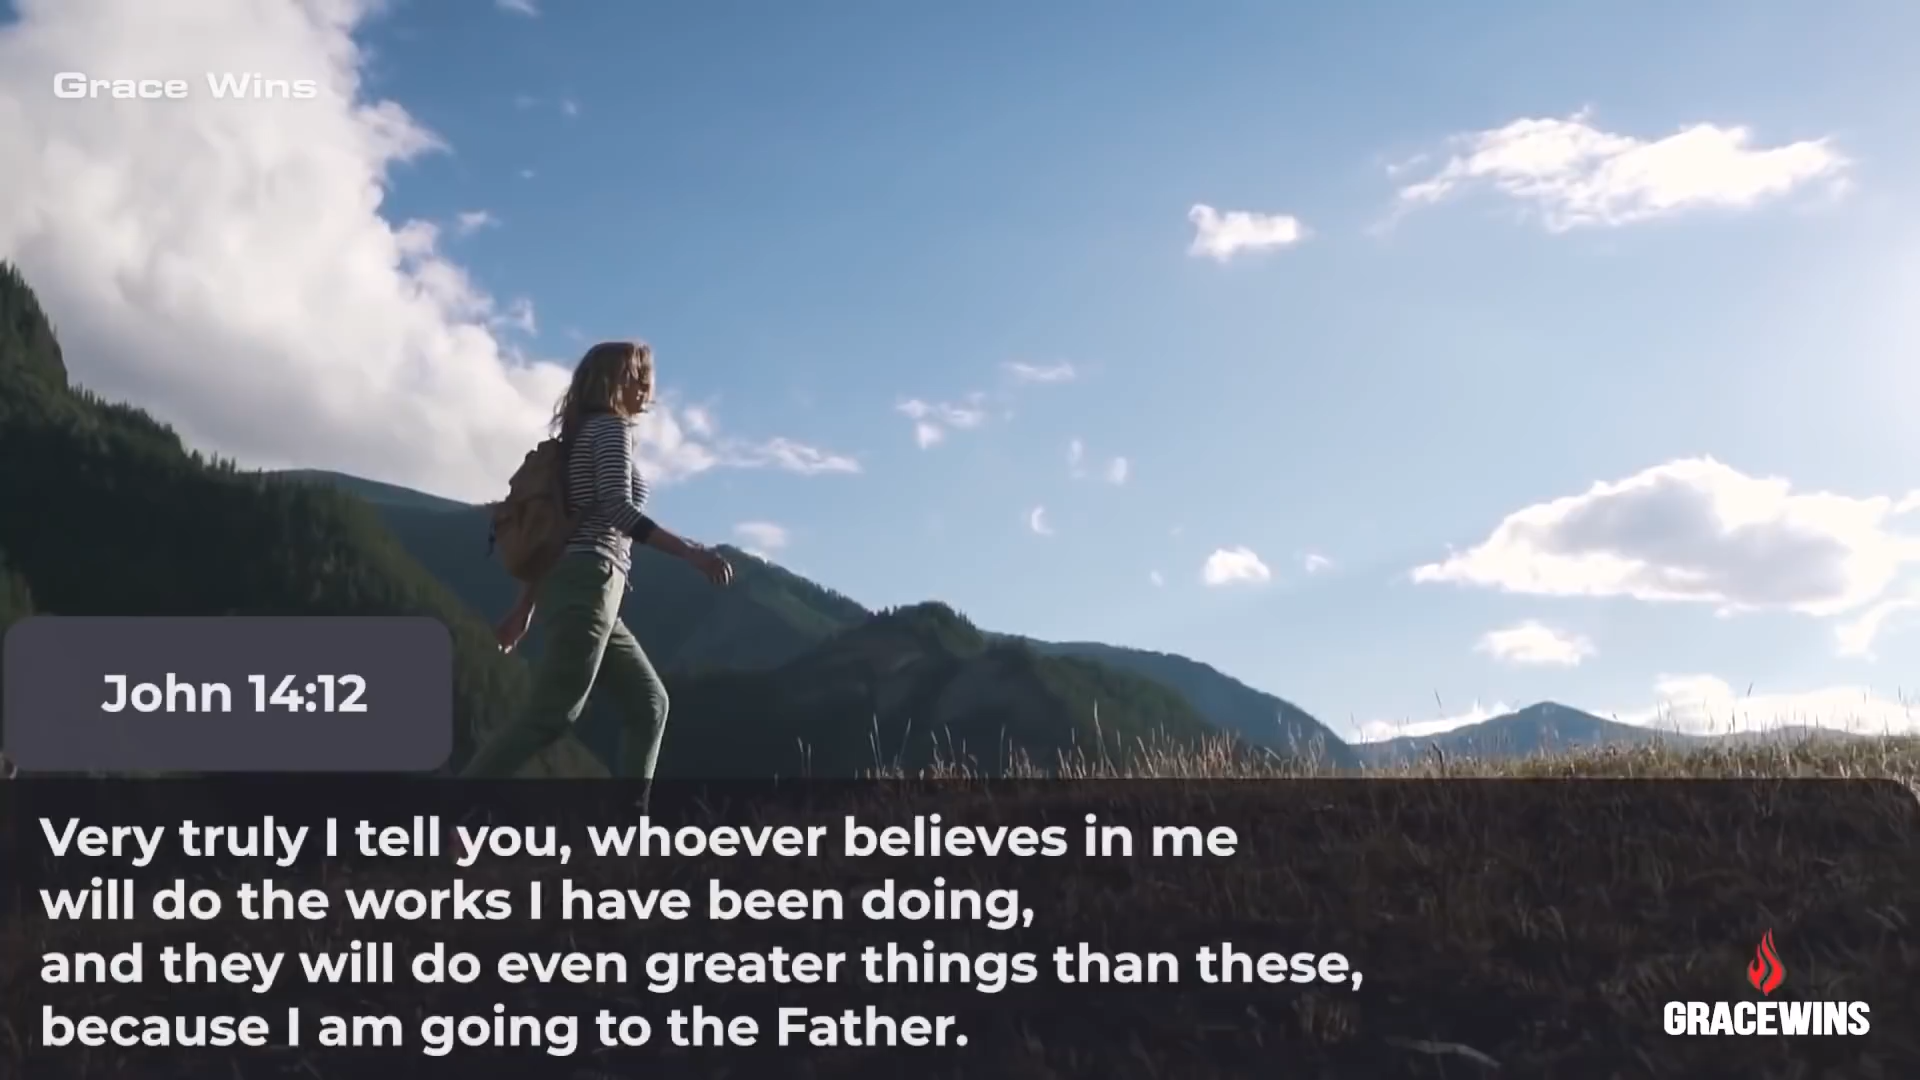 Grace Wins
John 14:12
Very truly I tell you, whoever believes in me
will do the works I have been doing,
and they will do even greater things than these,
because I am going to the Father.
GRACEWINS